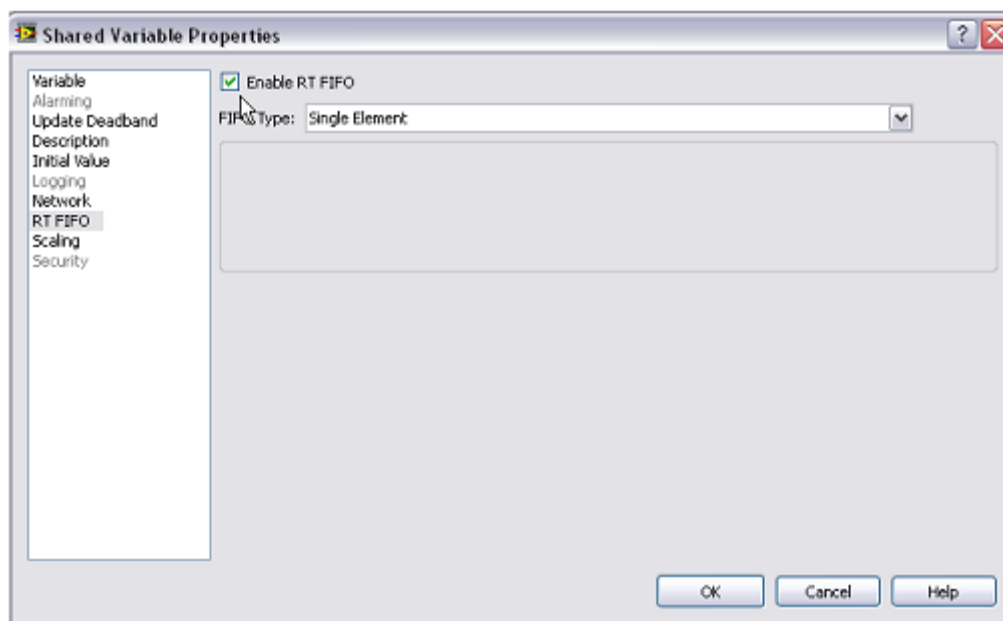 Shared Variable Properties
Variable
Alarming
Update Deadband
Description
Initial Value
Logging
Network
RT FIFO
Scaling
Security
Enable RT FIFO
FIFO Type: Single Element
OK Cancel Help